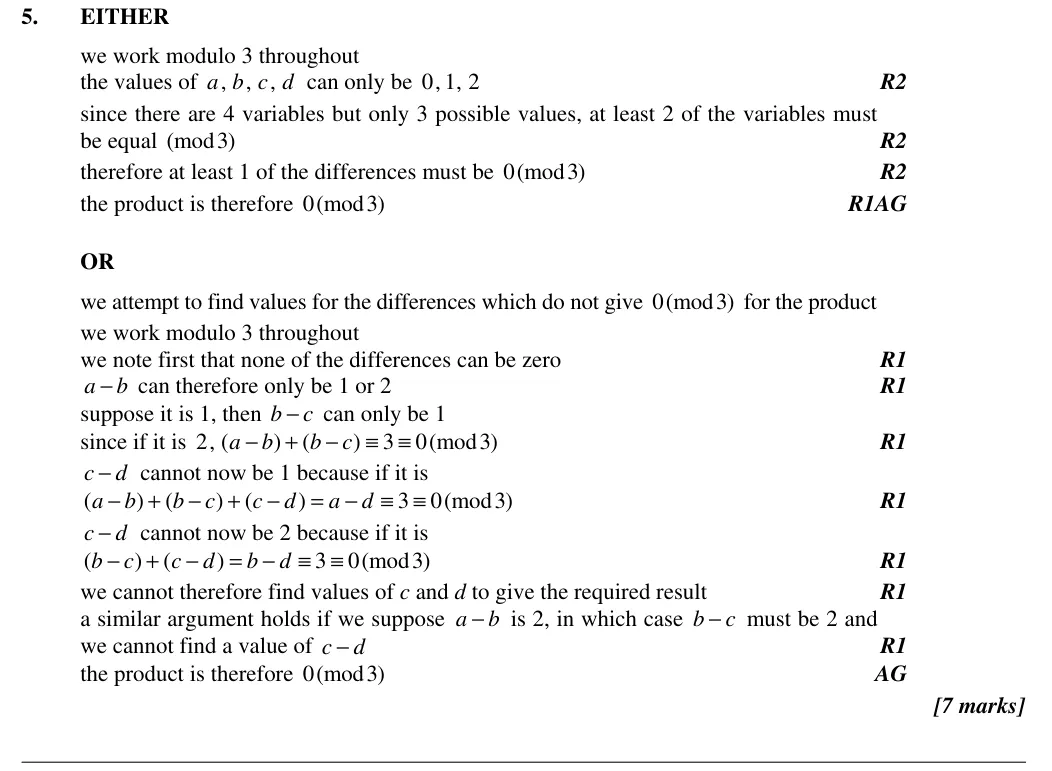 5. EITHER
we work modulo 3 throughout
the values of a, b, c, d can only be 0, 1, 2 R2
since there are 4 variables but only 3 possible values, at least 2 of the variables must
be equal (mod 3) R2
therefore at least 1 of the differences must be 0(mod 3) R2
the product is therefore 0(mod 3) R1AG
OR
we attempt to find values for the differences which do not give 0(mod 3) for the product
we work modulo 3 throughout
we note first that none of the differences can be zero R1
a − b can therefore only be 1 or 2 R1
suppose it is 1, then b − c can only be 1
since if it is 2, (a − b) + (b − c) ≡ 3 ≡ 0(mod 3) R1
c − d cannot now be 1 because if it is
(a − b) + (b − c) + (c − d) = a − d ≡ 3 ≡ 0(mod 3) R1
c − d cannot now be 2 because if it is
(b − c) + (c − d) = b − d ≡ 3 ≡ 0(mod 3) R1
we cannot therefore find values of c and d to give the required result R1
a similar argument holds if we suppose a − b is 2, in which case b − c must be 2 and
we cannot find a value of c − d R1
the product is therefore 0(mod 3) AG
[7 marks]